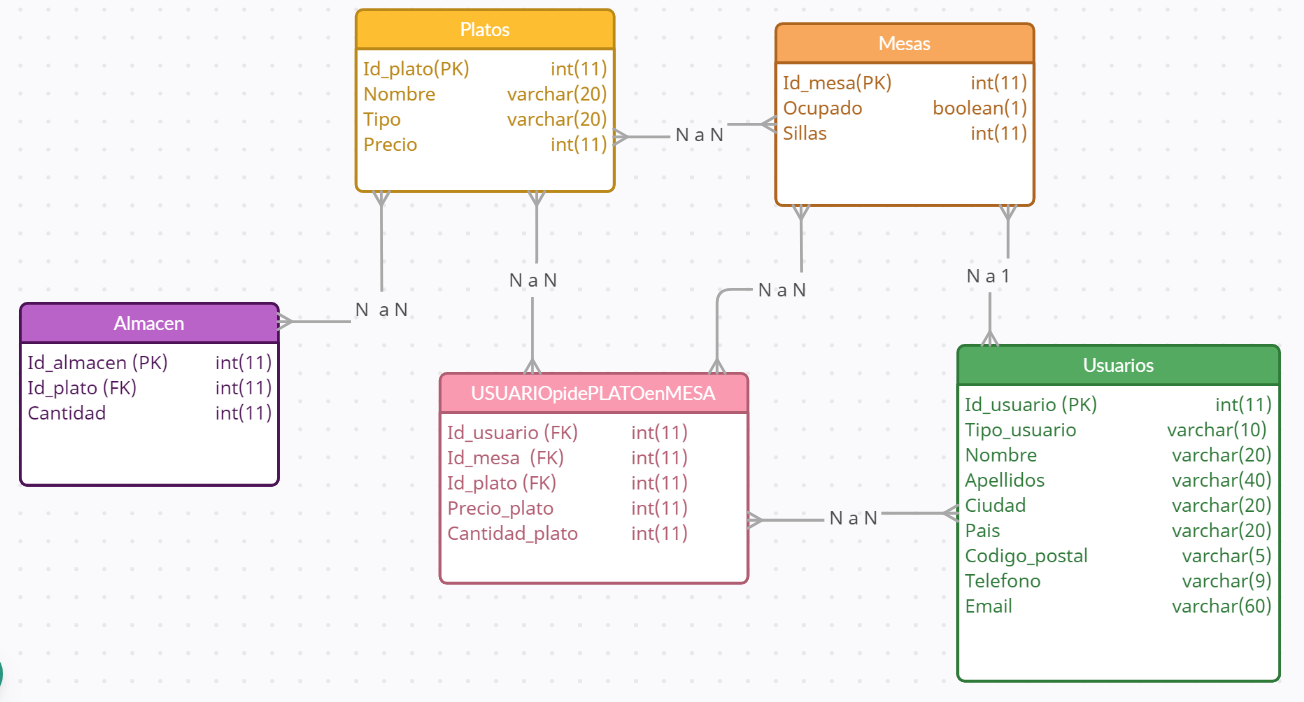 Platos
Id_plato(PK) int(11)
Nombre varchar(20)
Tipo varchar(20)
Precio int(11)
Mesas
Id_mesa(PK) int(11)
Ocupado boolean(1)
Sillas int(11)
N a N
N a N
N a N
N a 1
N a N
Almacen
Id_almacen (PK) int(11)
Id_plato (FK) int(11)
Cantidad int(11)
USUARIOpidePLATOenMESA
Id_usuario (FK) int(11)
Id_mesa (FK) int(11)
Id_plato (FK) int(11)
Precio_plato int(11)
Cantidad_plato int(11)
N a N
Usuarios
Id_usuario (PK) int(11)
Tipo_usuario varchar(10)
Nombre varchar(20)
Apellidos varchar(40)
Ciudad varchar(20)
Pais varchar(20)
Codigo_postal varchar(5)
Telefono varchar(9)
Email varchar(60)